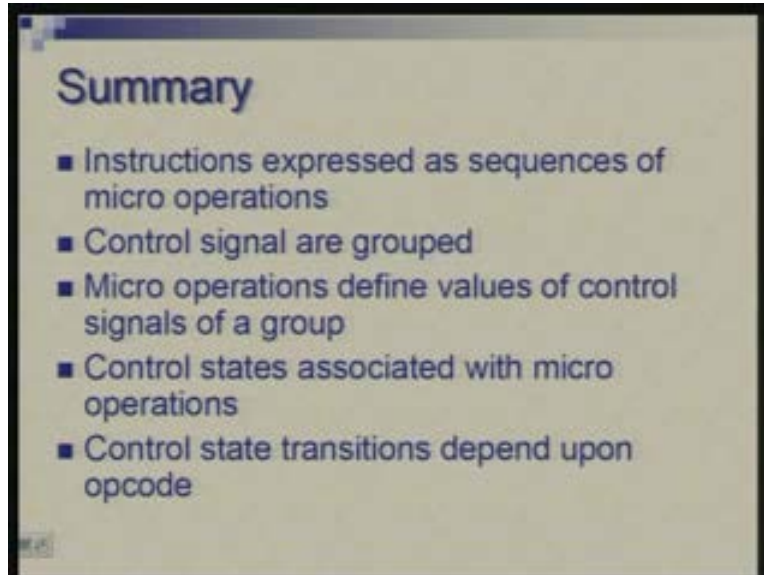 Summary
Instructions expressed as sequences of
micro operations
Control signal are grouped
Micro operations define values of control
signals of a group
Control states associated with micro
operations
Control state transitions depend upon
opcode